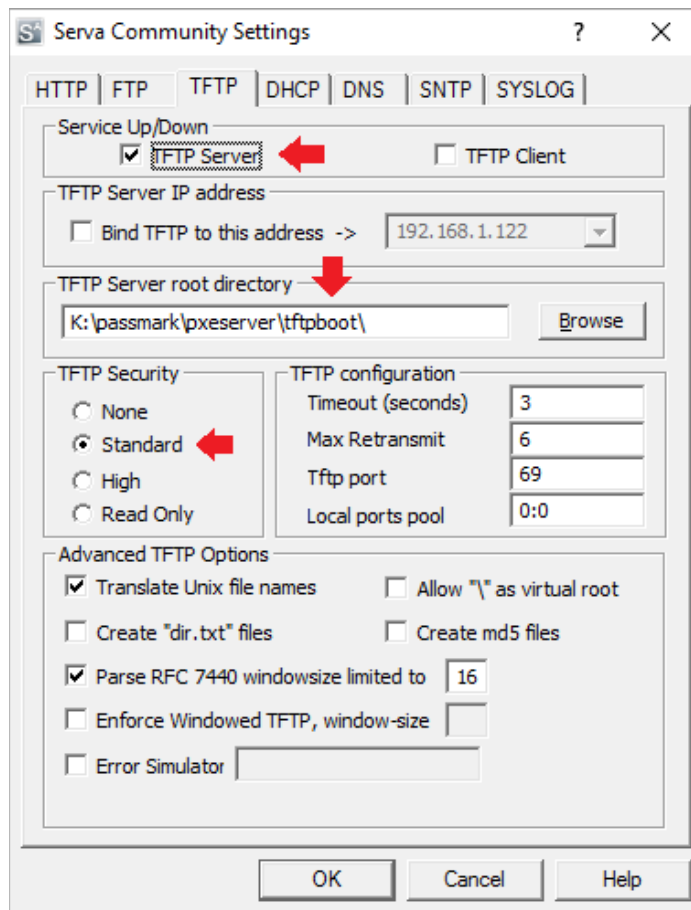 Serva Community Settings ? X
HTTP FTP TFTP DHCP DNS SNTP SYSLOG
Service Up/Down
TFTP Server TFTP Client
TFTP Server IP address
Bind TFTP to this address -> 192.168.1.122
TFTP Server root directory
K:\passmark\pxeserver\tftpboot\ Browse
TFTP Security
None
Standard
High
Read Only
TFTP configuration
Timeout (seconds) 3
Max Retransmit 6
Tftp port 69
Local ports pool 0:0
Advanced TFTP Options
Translate Unix file names Allow "\" as virtual root
Create "dir.txt" files Create md5 files
Parse RFC 7440 windowsize limited to 16
Enforce Windowed TFTP, window-size
Error Simulator
OK Cancel Help